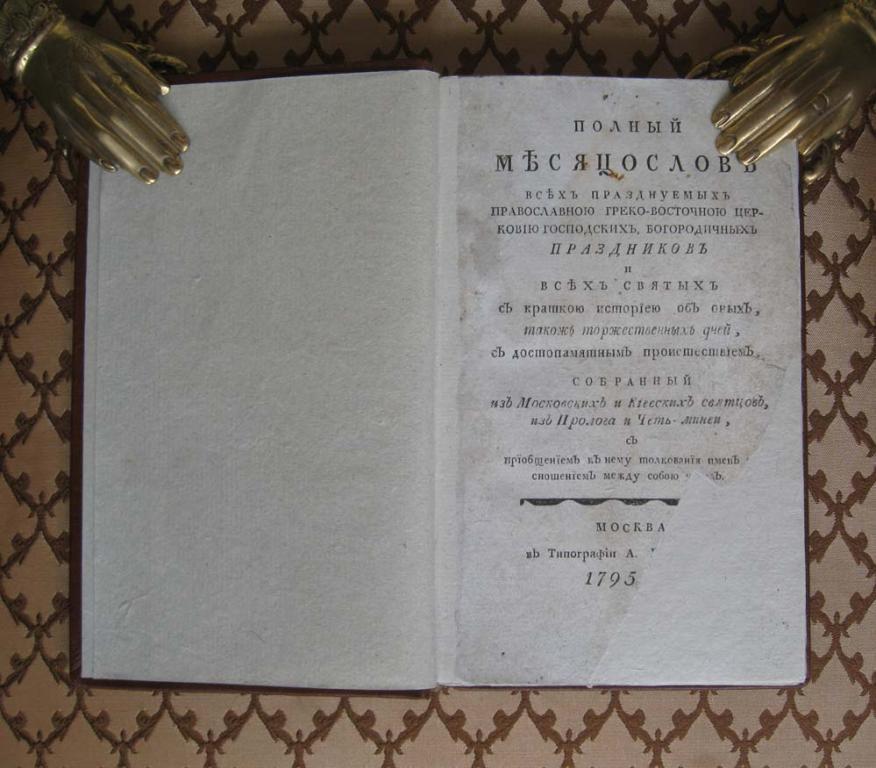 ПОЛНЫЙ
МѢСЯЦОСЛОВЪ
ВСѢХЪ ПРАЗДНУЕМЫХЪ
ПРАВОСЛАВНОЮ ГРЕКО-ВОСТОЧНОЮ ЦЕР-
КОВІЮ ГОСПОДСКИХЪ, БОГОРОДИЧНЫХЪ
ПРАЗДНИКОВЪ
И
ВСѢХЪ СВЯТЫХЪ
съ краткою исторіею объ оныхъ,
такожъ торжественныхъ дней,
съ достопамятнымъ происшествіемъ,
СОБРАННЫЙ
изъ Московскихъ и Кіевскихъ святцовъ,
изъ Пролога и Четь-минеи,
съ
пріобщеніемъ къ нему толкованія именъ
сношеніемъ между собою
МОСКВА
въ Типографіи А.
1795